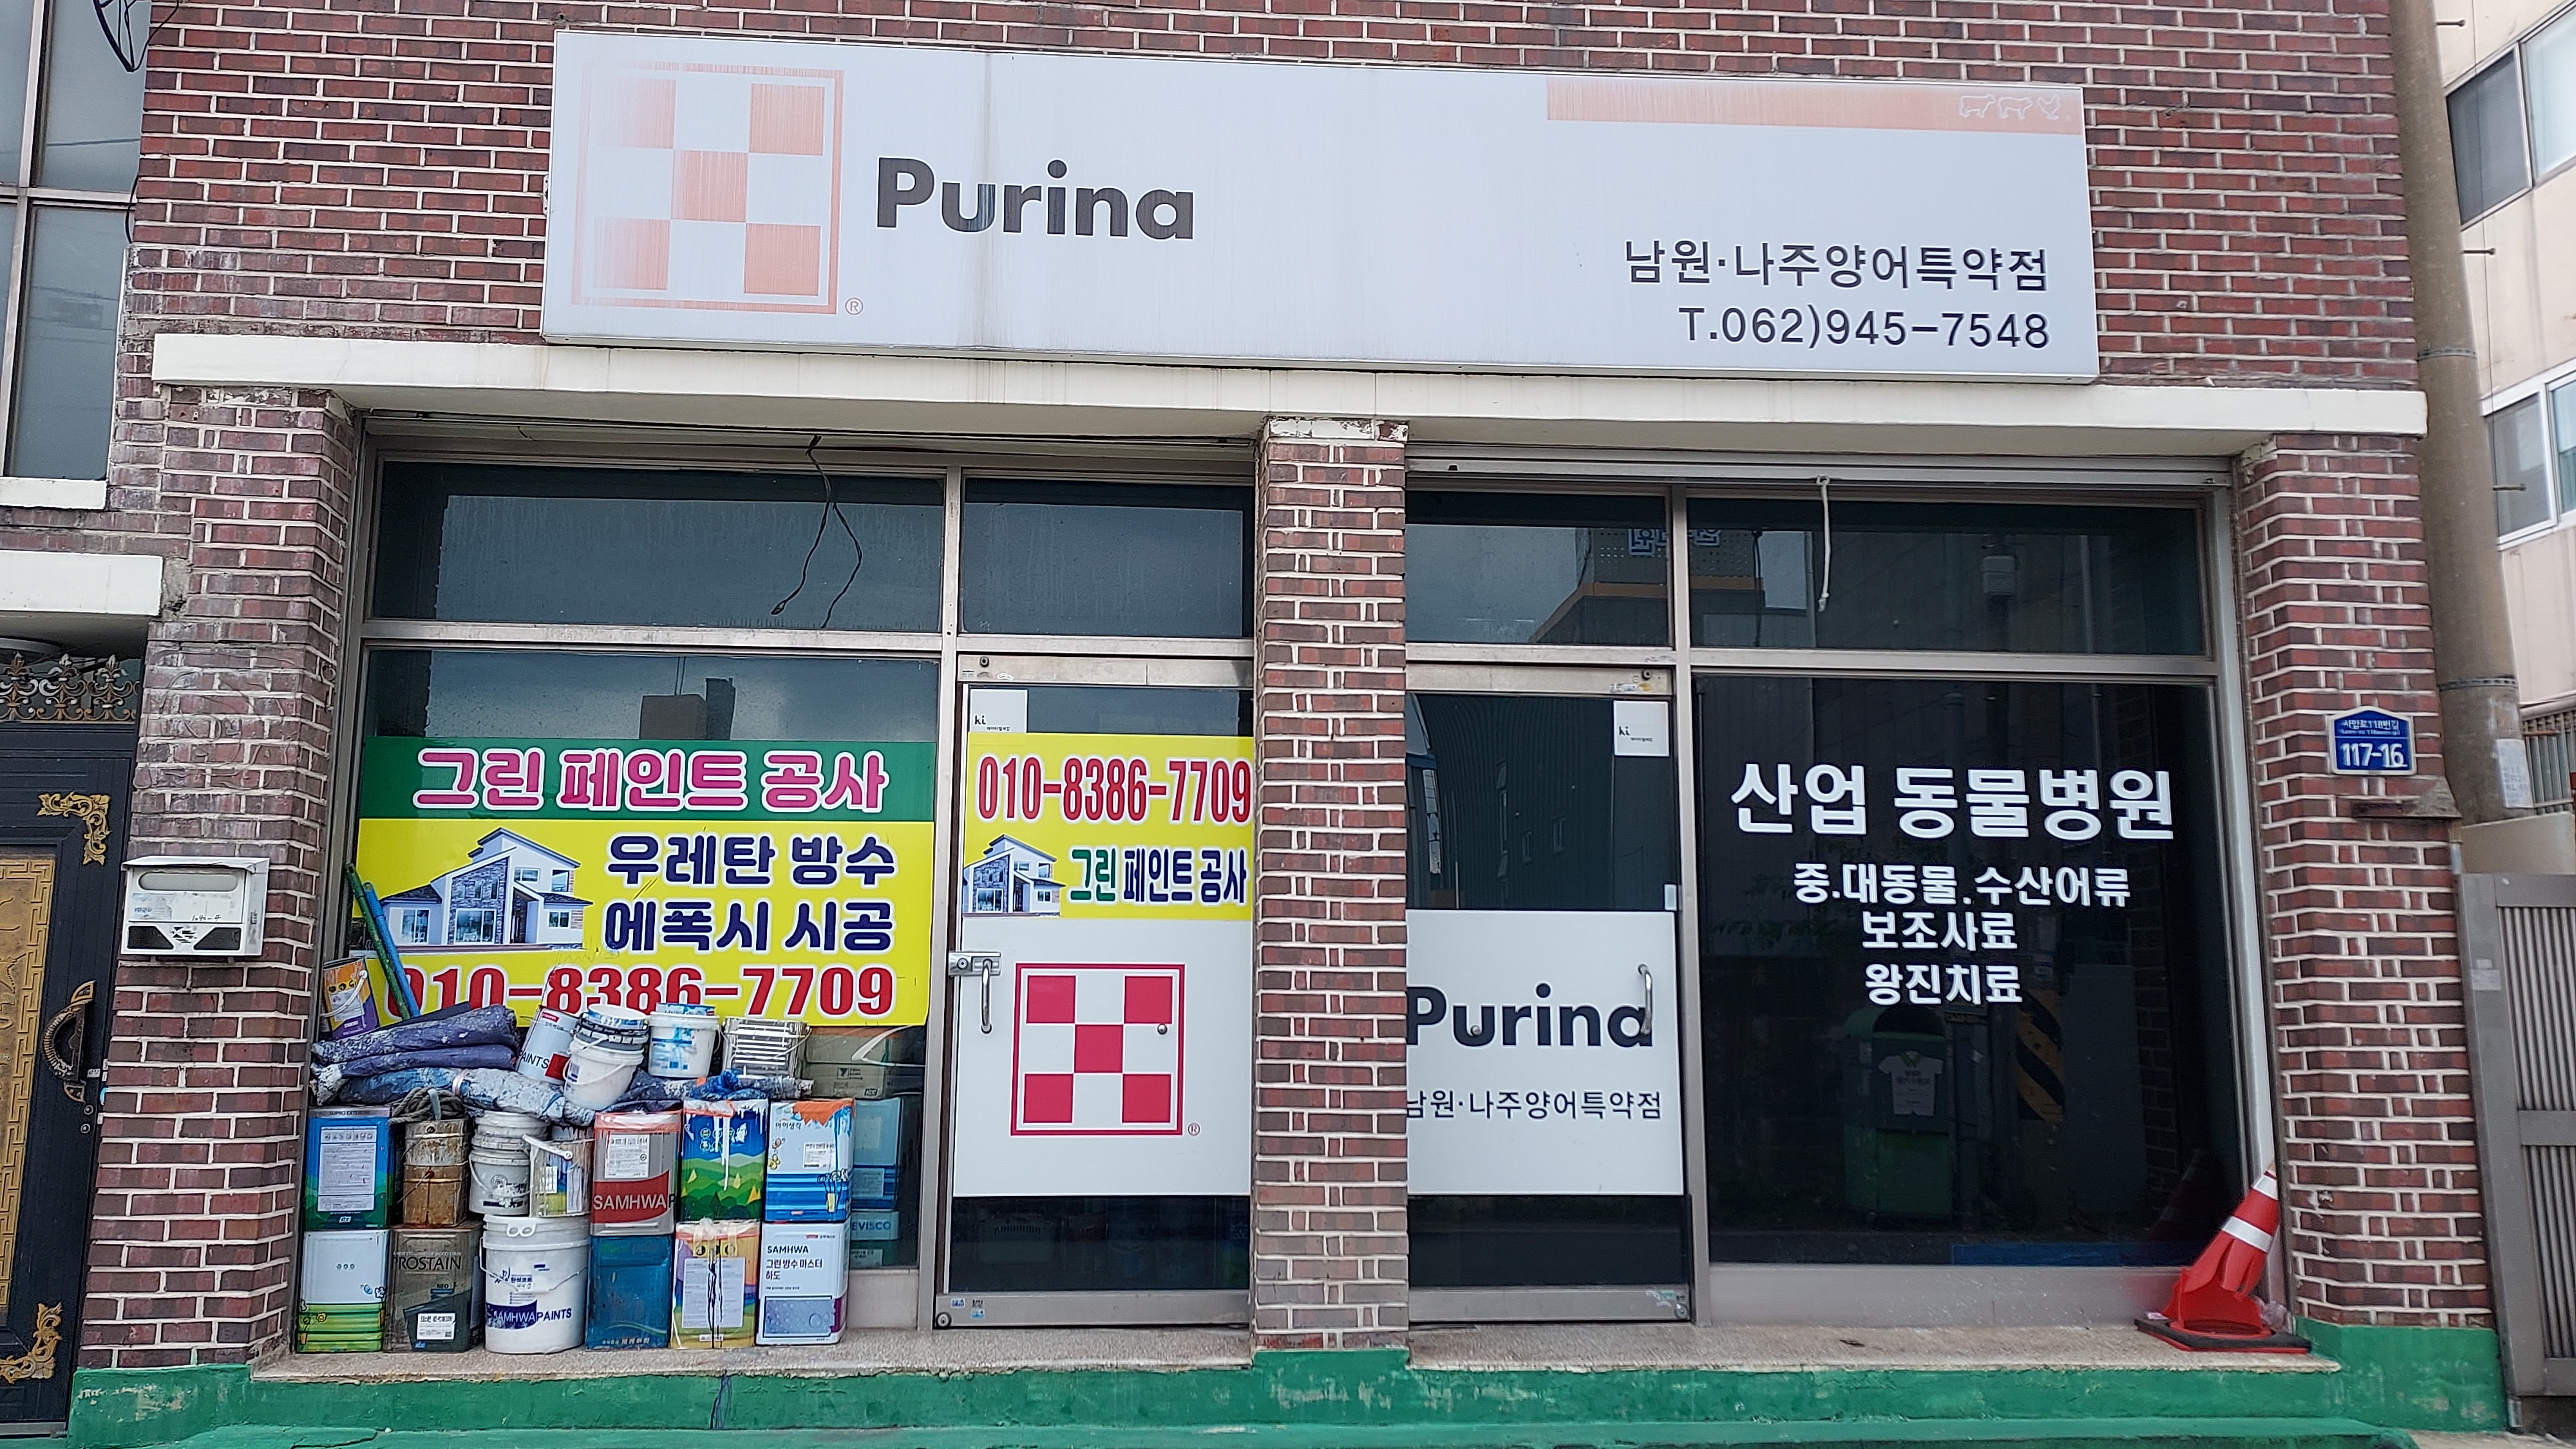 Purina
®
남원·나주양어특약점
T.062)945-7548
그린 페인트 공사
우레탄 방수
에폭시 시공
010-8386-7709
ki
010-8386-7709
그린 페인트 공사
®
ki
Purina
남원·나주양어특약점
산업 동물병원
중.대동물.수산어류
보조사료
왕진치료
117-16
PAINTS
SAMHWA
PROSTAIN
SAMHWAPAINTS
SAMHWA
그린 방수 마스터
하도
EVISCO